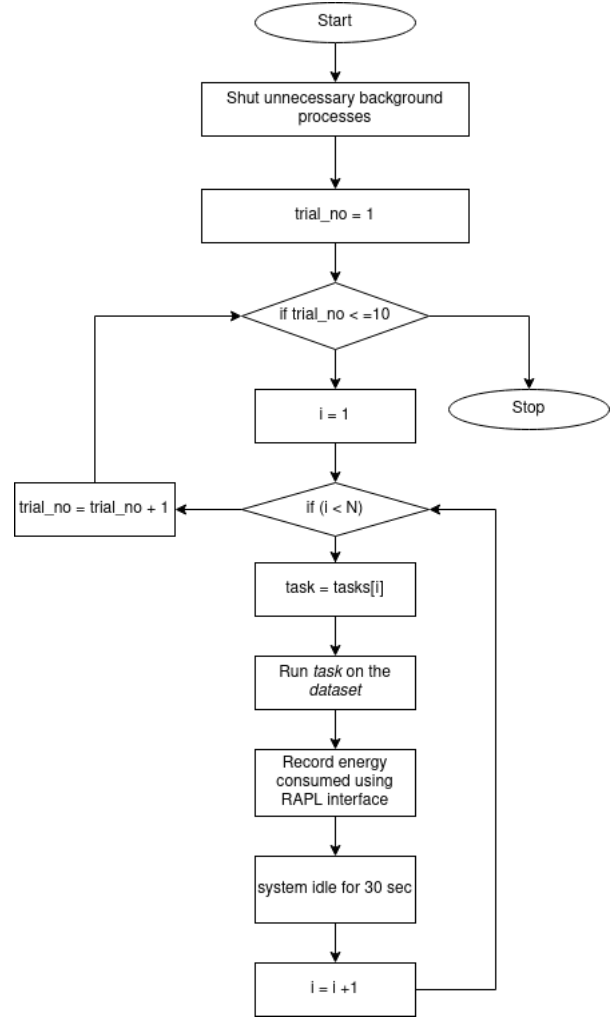 Start
Shut unnecessary background
processes
trial_no = 1
if trial_no < =10
i = 1
Stop
trial_no = trial_no + 1
if (i < N)
task = tasks[i]
Run task on the
dataset
Record energy
consumed using
RAPL interface
system idle for 30 sec
i = i +1